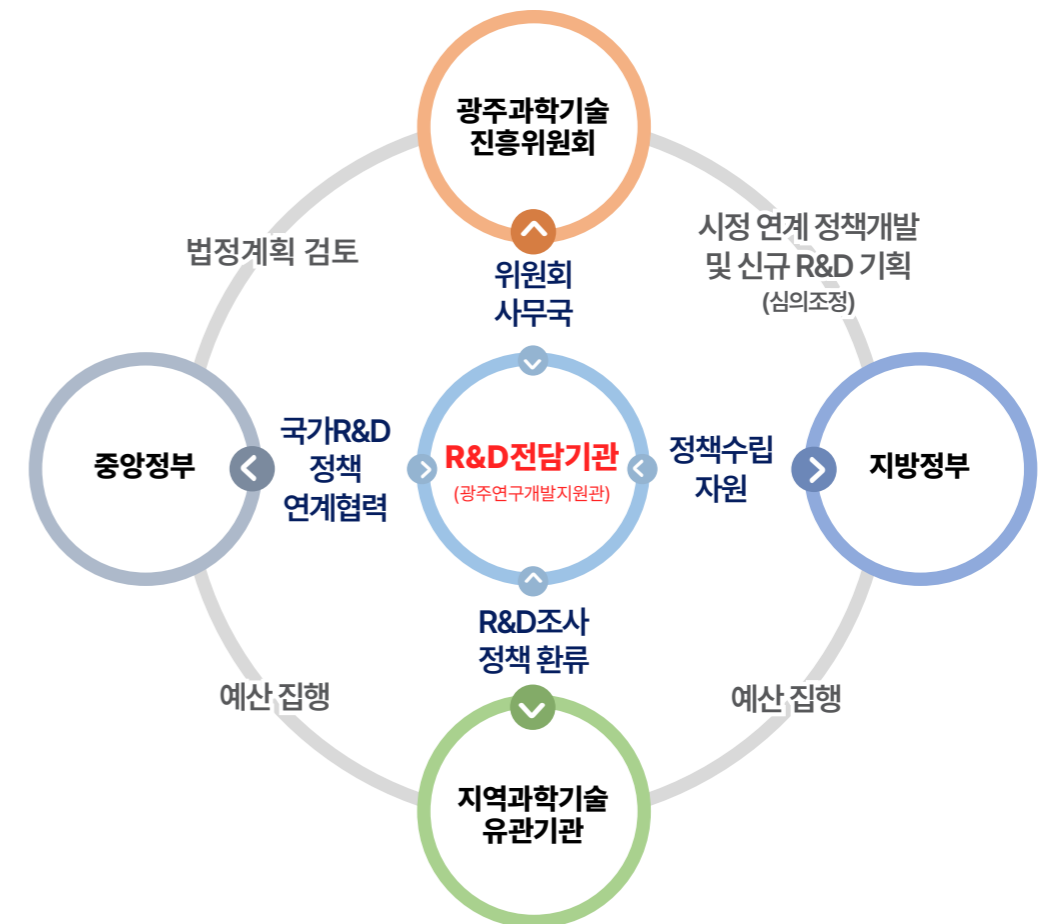 광주과학기술
진흥위원회
법정계획 검토
시정 연계 정책개발
및 신규 R&D 기획
(심의조정)
위원회
사무국
중앙정부
국가R&D
정책
연계협력
R&D전담기관
(광주연구개발지원관)
정책수립
자원
지방정부
R&D조사
정책 환류
예산 집행
예산 집행
지역과학기술
유관기관